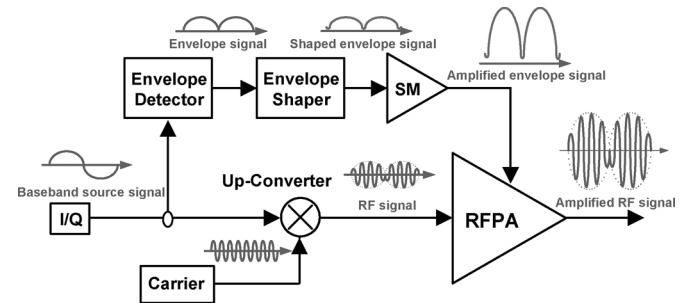 Envelope signal
Shaped envelope signal
Amplified envelope signal
Envelope
Detector
Envelope
Shaper
SM
Baseband source signal
Up-Converter
RF signal
Amplified RF signal
I/Q
RFPA
Carrier